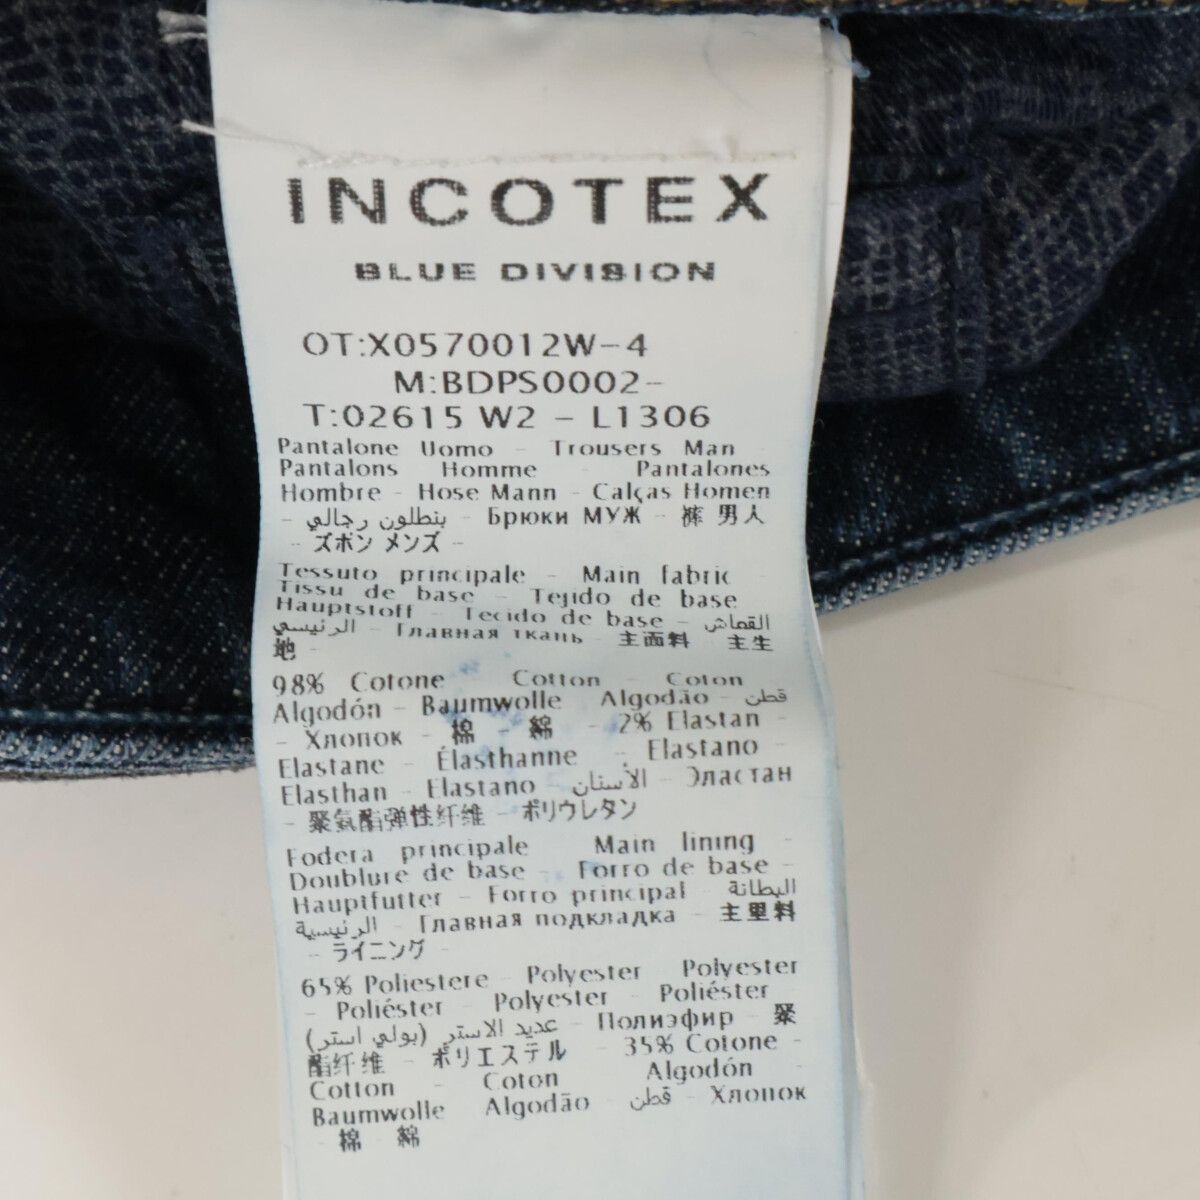 INCOTEX
BLUE DIVISION
OT:X0570012W-4
M:BDPS0002-
T:02615 W2 - L1306
Pantalone Uomo - Trousers Man -
Pantalons Homme - Pantalones
Hombre - Hose Mann - Calças Homen
- بنطلون رجالي - Брюки МУЖ - 裤 男人
- ズボン メンズ -
Tessuto principale - Main fabric -
Tissu de base - Tejido de base
Hauptstoff - Tecido de base - القماش
الرئيسي - Главная ткань - 主面料 - 主生
地 -
98% Cotone Cotton - Coton
Algodón - Baumwolle Algodão - قطن
- Хлопок - 棉 - 綿 - 2% Elastan -
Elastane - Élasthanne - Elastano -
Elasthan - Elastano - الاسنان - Эластан
- 聚氨酯弹性纤维 - ポリウレタン
Fodera principale Main lining -
Doublure de base - Forro de base -
Hauptfutter - Forro principal - البطانة
الرئيسية - Главная подкладка - 主里料
- ライニング -
65% Poliestere - Polyester - Polyester
- Poliéster - Polyester - Poliéster -
عديد الاستر (بولي استر) - Полиэфир - 聚
酯纤维 - ポリエステル - 35% Cotone -
Cotton - Coton Algodón -
Baumwolle Algodão - قطن - Хлопок
- 棉 - 綿